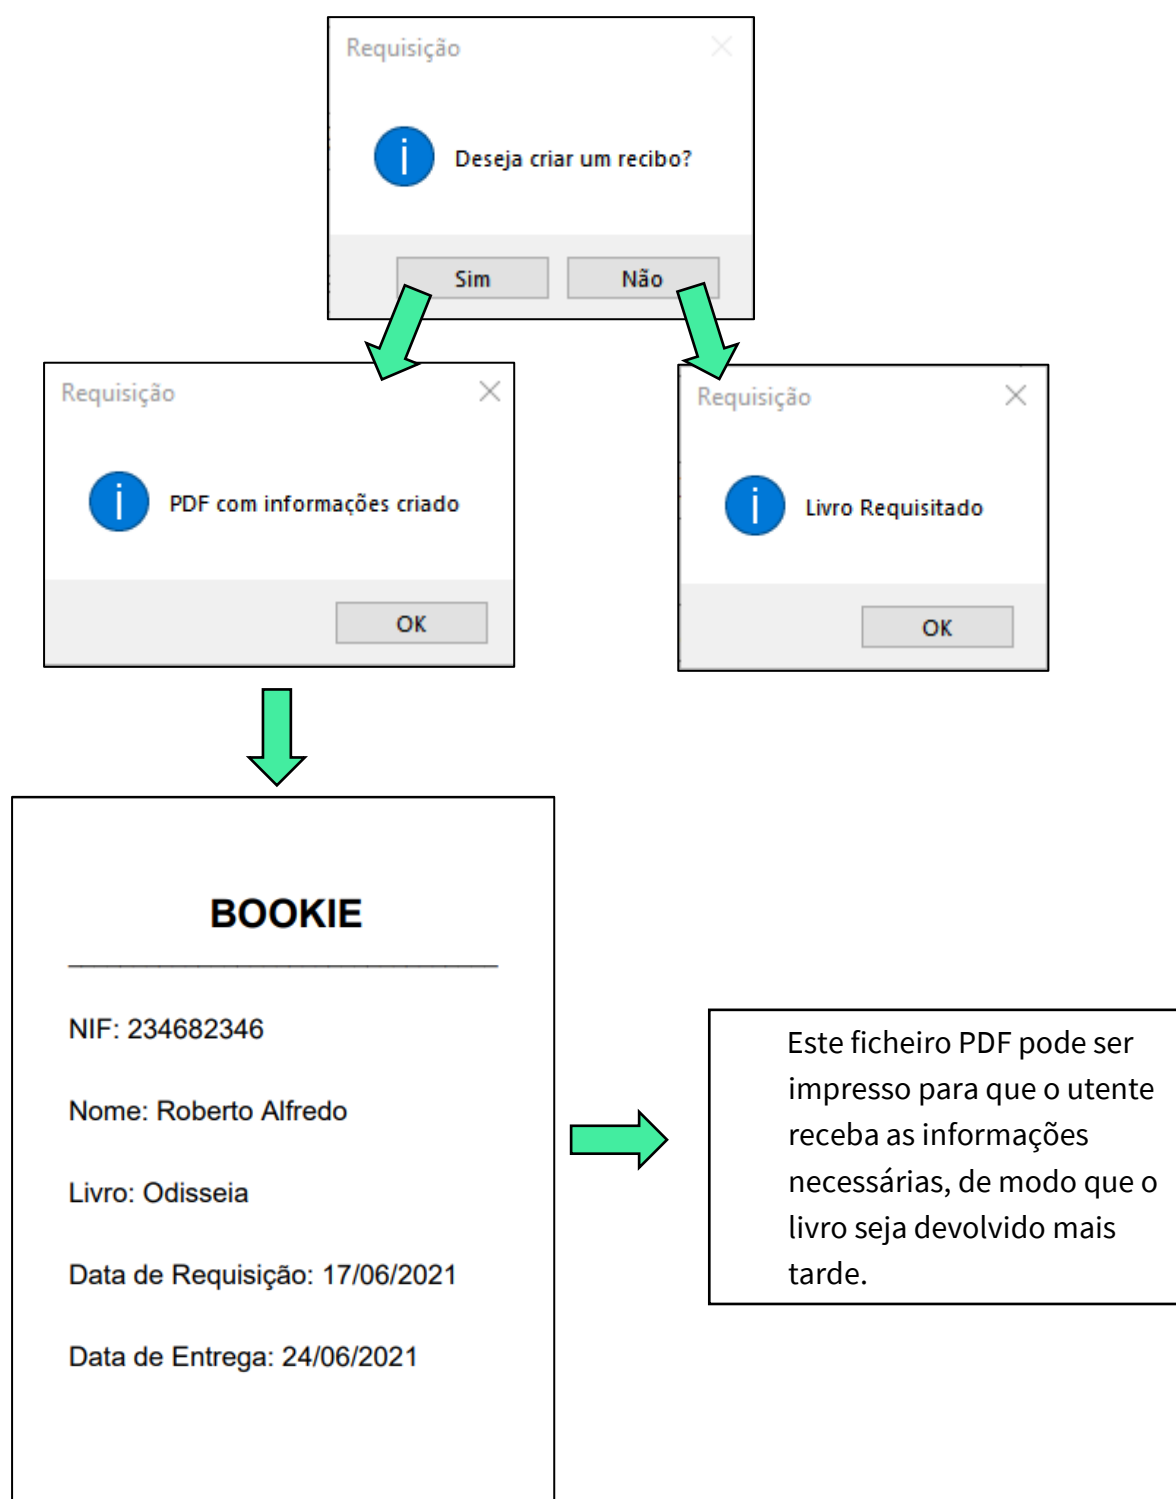 Requisição
Deseja criar um recibo?
Sim
Não
Requisição
PDF com informações criado
OK
Requisição
Livro Requisitado
OK
BOOKIE
NIF: 234682346
Nome: Roberto Alfredo
Livro: Odisseia
Data de Requisição: 17/06/2021
Data de Entrega: 24/06/2021
Este ficheiro PDF pode ser
impresso para que o utente
receba as informações
necessárias, de modo que o
livro seja devolvido mais
tarde.